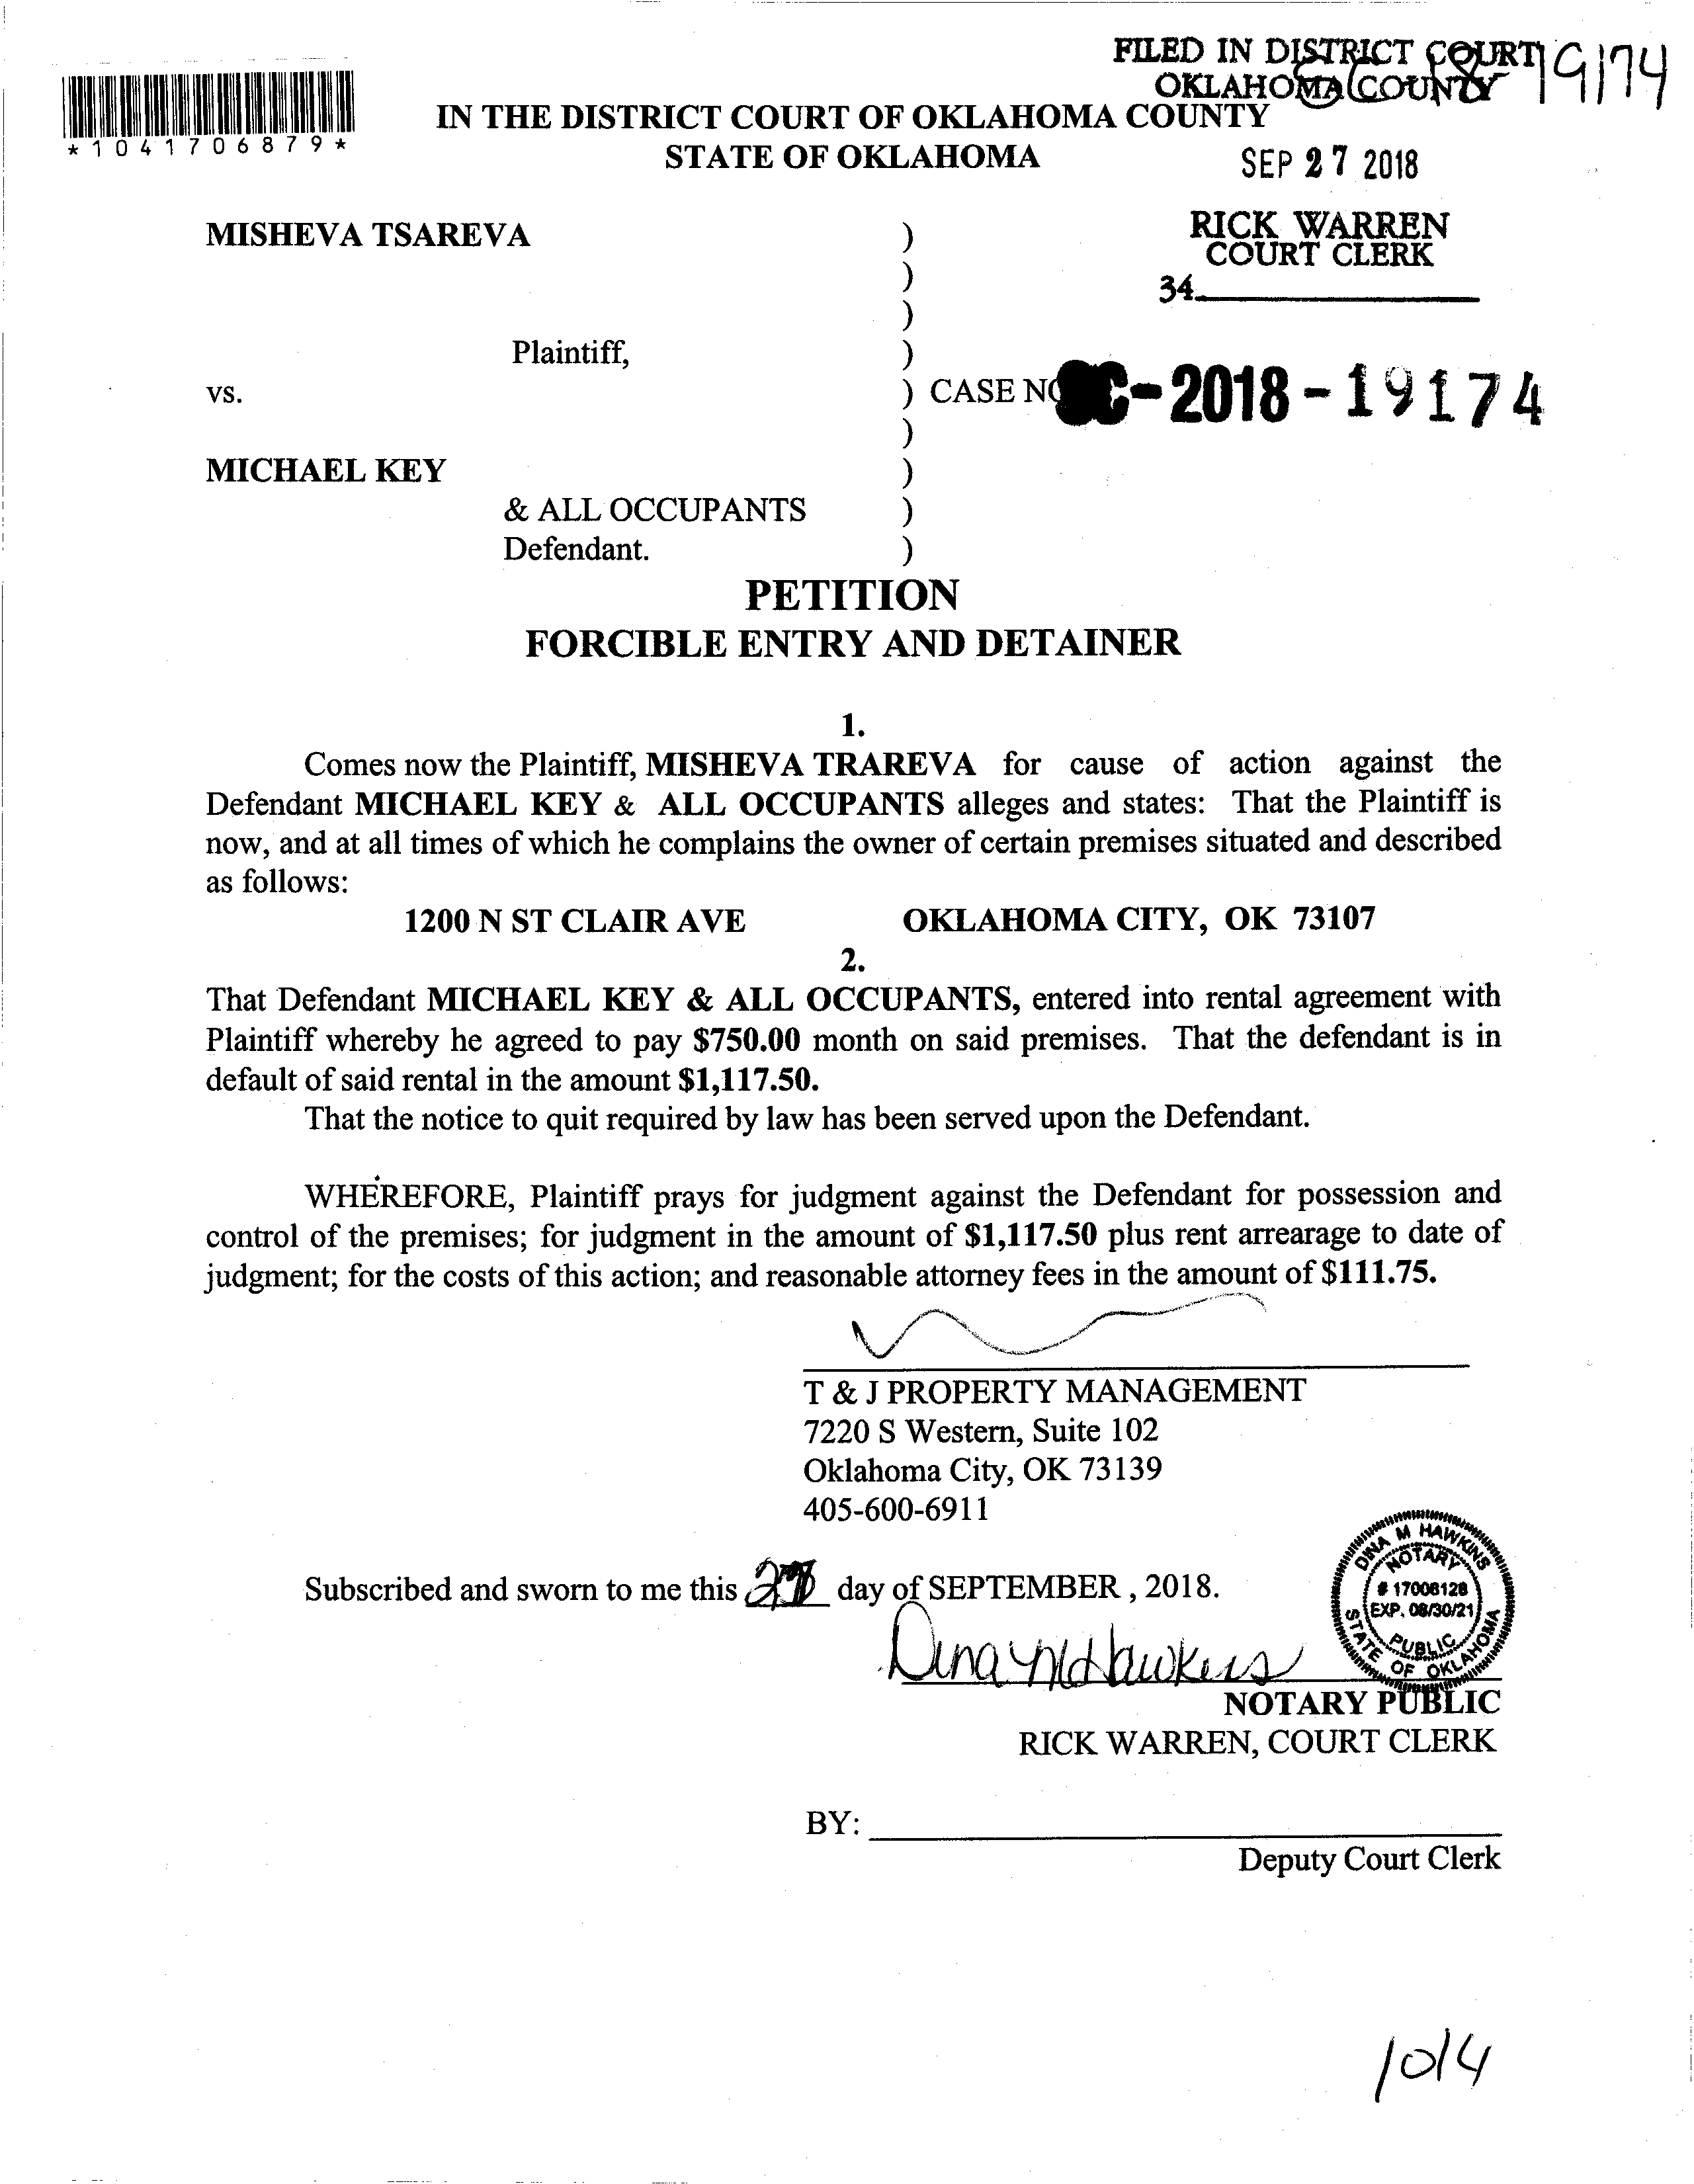 FILED IN DISTRICT COURT
OKLAHOMA COUNTY
19174
*1041706879*
IN THE DISTRICT COURT OF OKLAHOMA COUNTY
STATE OF OKLAHOMA
SEP 27 2018
RICK WARREN
COURT CLERK
34
MISHEVA TSAREVA )
)
)
Plaintiff, )
vs. ) CASE NO C-2018-19174
)
MICHAEL KEY )
& ALL OCCUPANTS )
Defendant. )
PETITION
FORCIBLE ENTRY AND DETAINER
1.
Comes now the Plaintiff, MISHEVA TRAREVA for cause of action against the
Defendant MICHAEL KEY & ALL OCCUPANTS alleges and states: That the Plaintiff is
now, and at all times of which he complains the owner of certain premises situated and described
as follows:
1200 N ST CLAIR AVE OKLAHOMA CITY, OK 73107
2.
That Defendant MICHAEL KEY & ALL OCCUPANTS, entered into rental agreement with
Plaintiff whereby he agreed to pay $750.00 month on said premises. That the defendant is in
default of said rental in the amount $1,117.50.
That the notice to quit required by law has been served upon the Defendant.
WHEREFORE, Plaintiff prays for judgment against the Defendant for possession and
control of the premises; for judgment in the amount of $1,117.50 plus rent arrearage to date of
judgment; for the costs of this action; and reasonable attorney fees in the amount of $111.75.
T & J PROPERTY MANAGEMENT
7220 S Western, Suite 102
Oklahoma City, OK 73139
405-600-6911
Subscribed and sworn to me this day of SEPTEMBER , 2018.
Dina M Hawkins
DINA M HAWKINS
NOTARY
# 17008128
EXP. 08/30/21
PUBLIC
STATE OF OKLAHOMA
NOTARY PUBLIC
RICK WARREN, COURT CLERK
BY:
Deputy Court Clerk
10/4